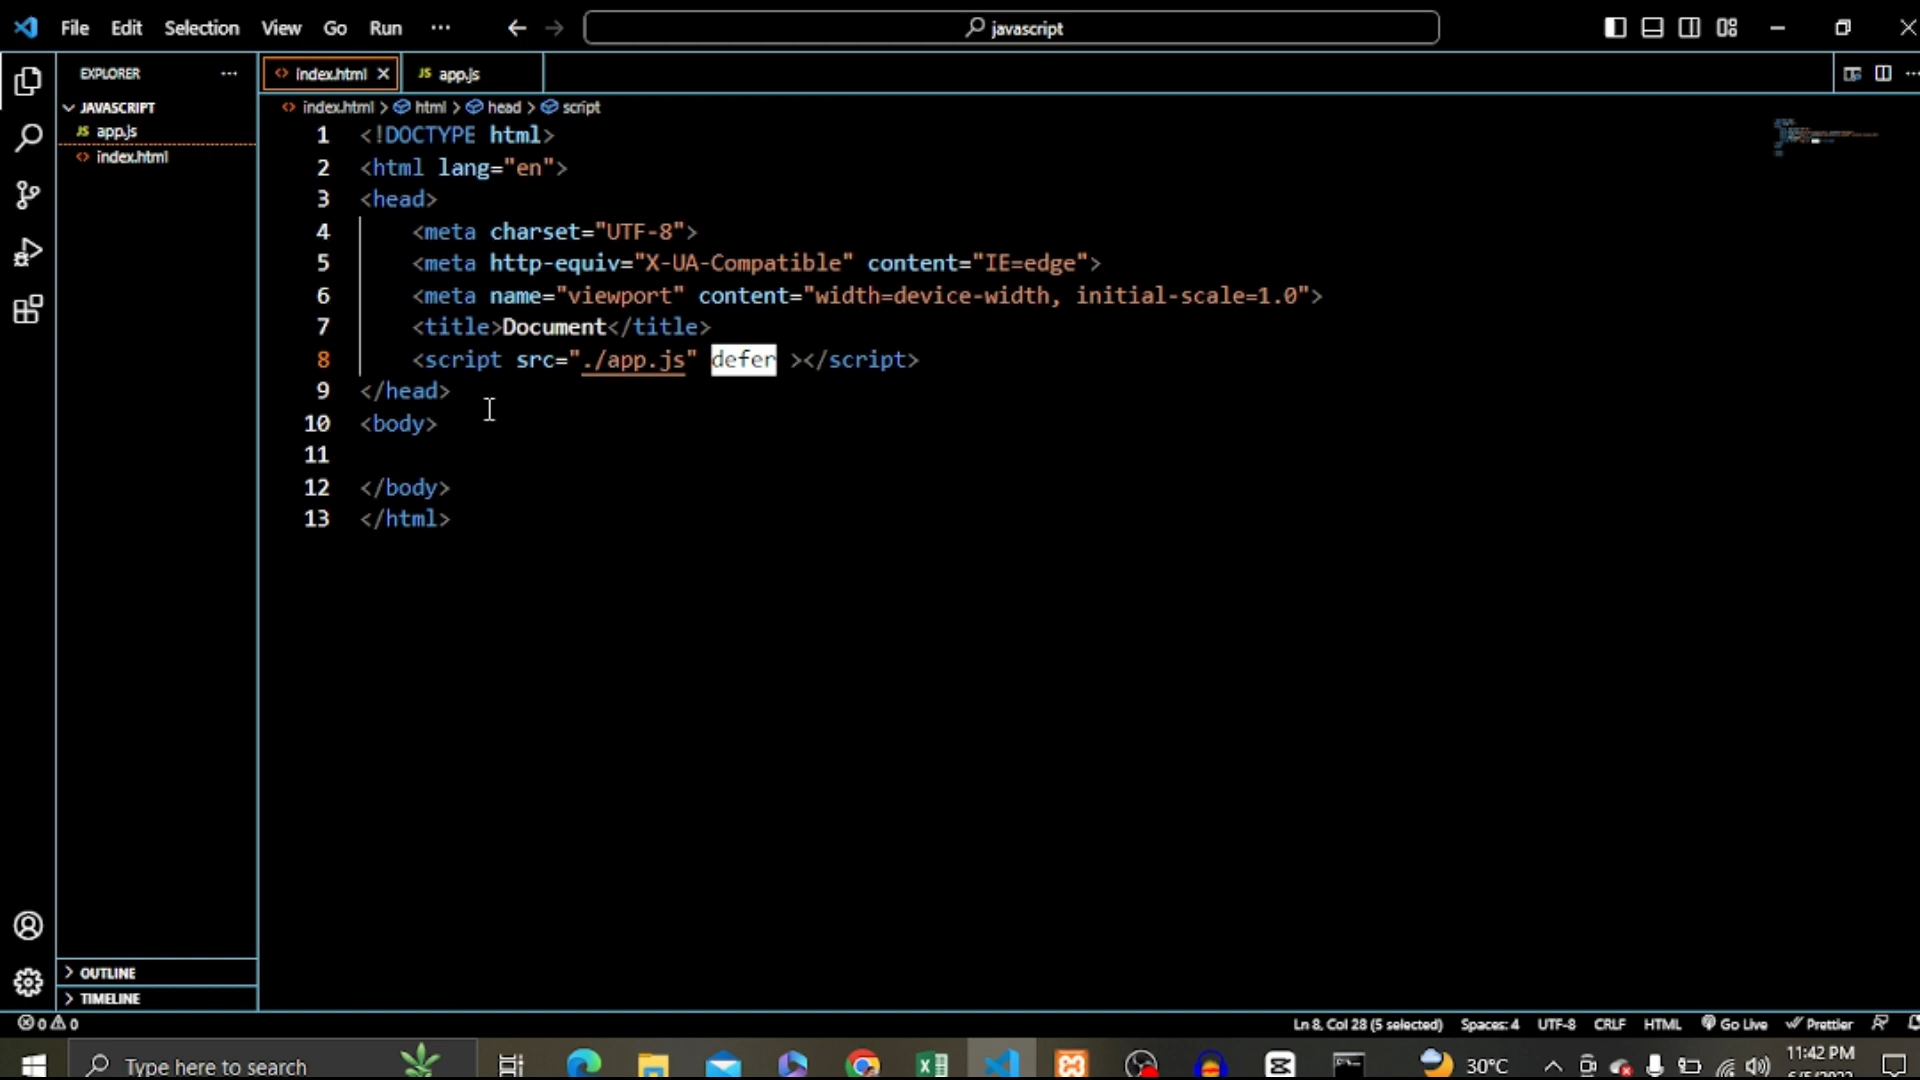 File Edit Selection View Go Run ··· javascript
EXPLORER ···
JAVASCRIPT
JS app.js
<> index.html
<> index.html × JS app.js
<> index.html > html > head > script
1 <!DOCTYPE html>
2 <html lang="en">
3 <head>
4 <meta charset="UTF-8">
5 <meta http-equiv="X-UA-Compatible" content="IE=edge">
6 <meta name="viewport" content="width=device-width, initial-scale=1.0">
7 <title>Document</title>
8 <script src="./app.js" defer ></script>
9 </head>
10 <body>
11
12 </body>
13 </html>
OUTLINE
TIMELINE
0 0 Ln 8, Col 28 (5 selected) Spaces: 4 UTF-8 CRLF HTML Go Live Prettier
Type here to search 30°C 11:42 PM